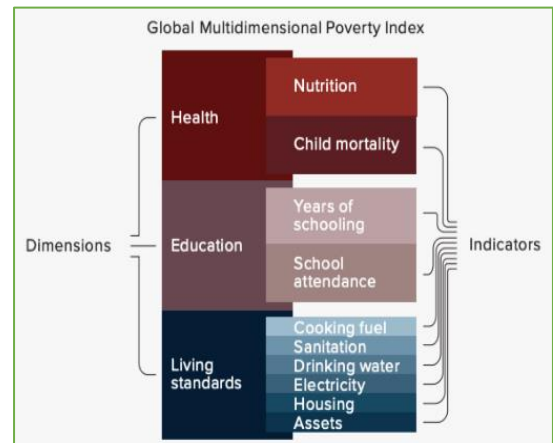 Global Multidimensional Poverty Index
Dimensions
Health
Nutrition
Child mortality
Education
Years of
schooling
School
attendance
Living
standards
Cooking fuel
Sanitation
Drinking water
Electricity
Housing
Assets
Indicators